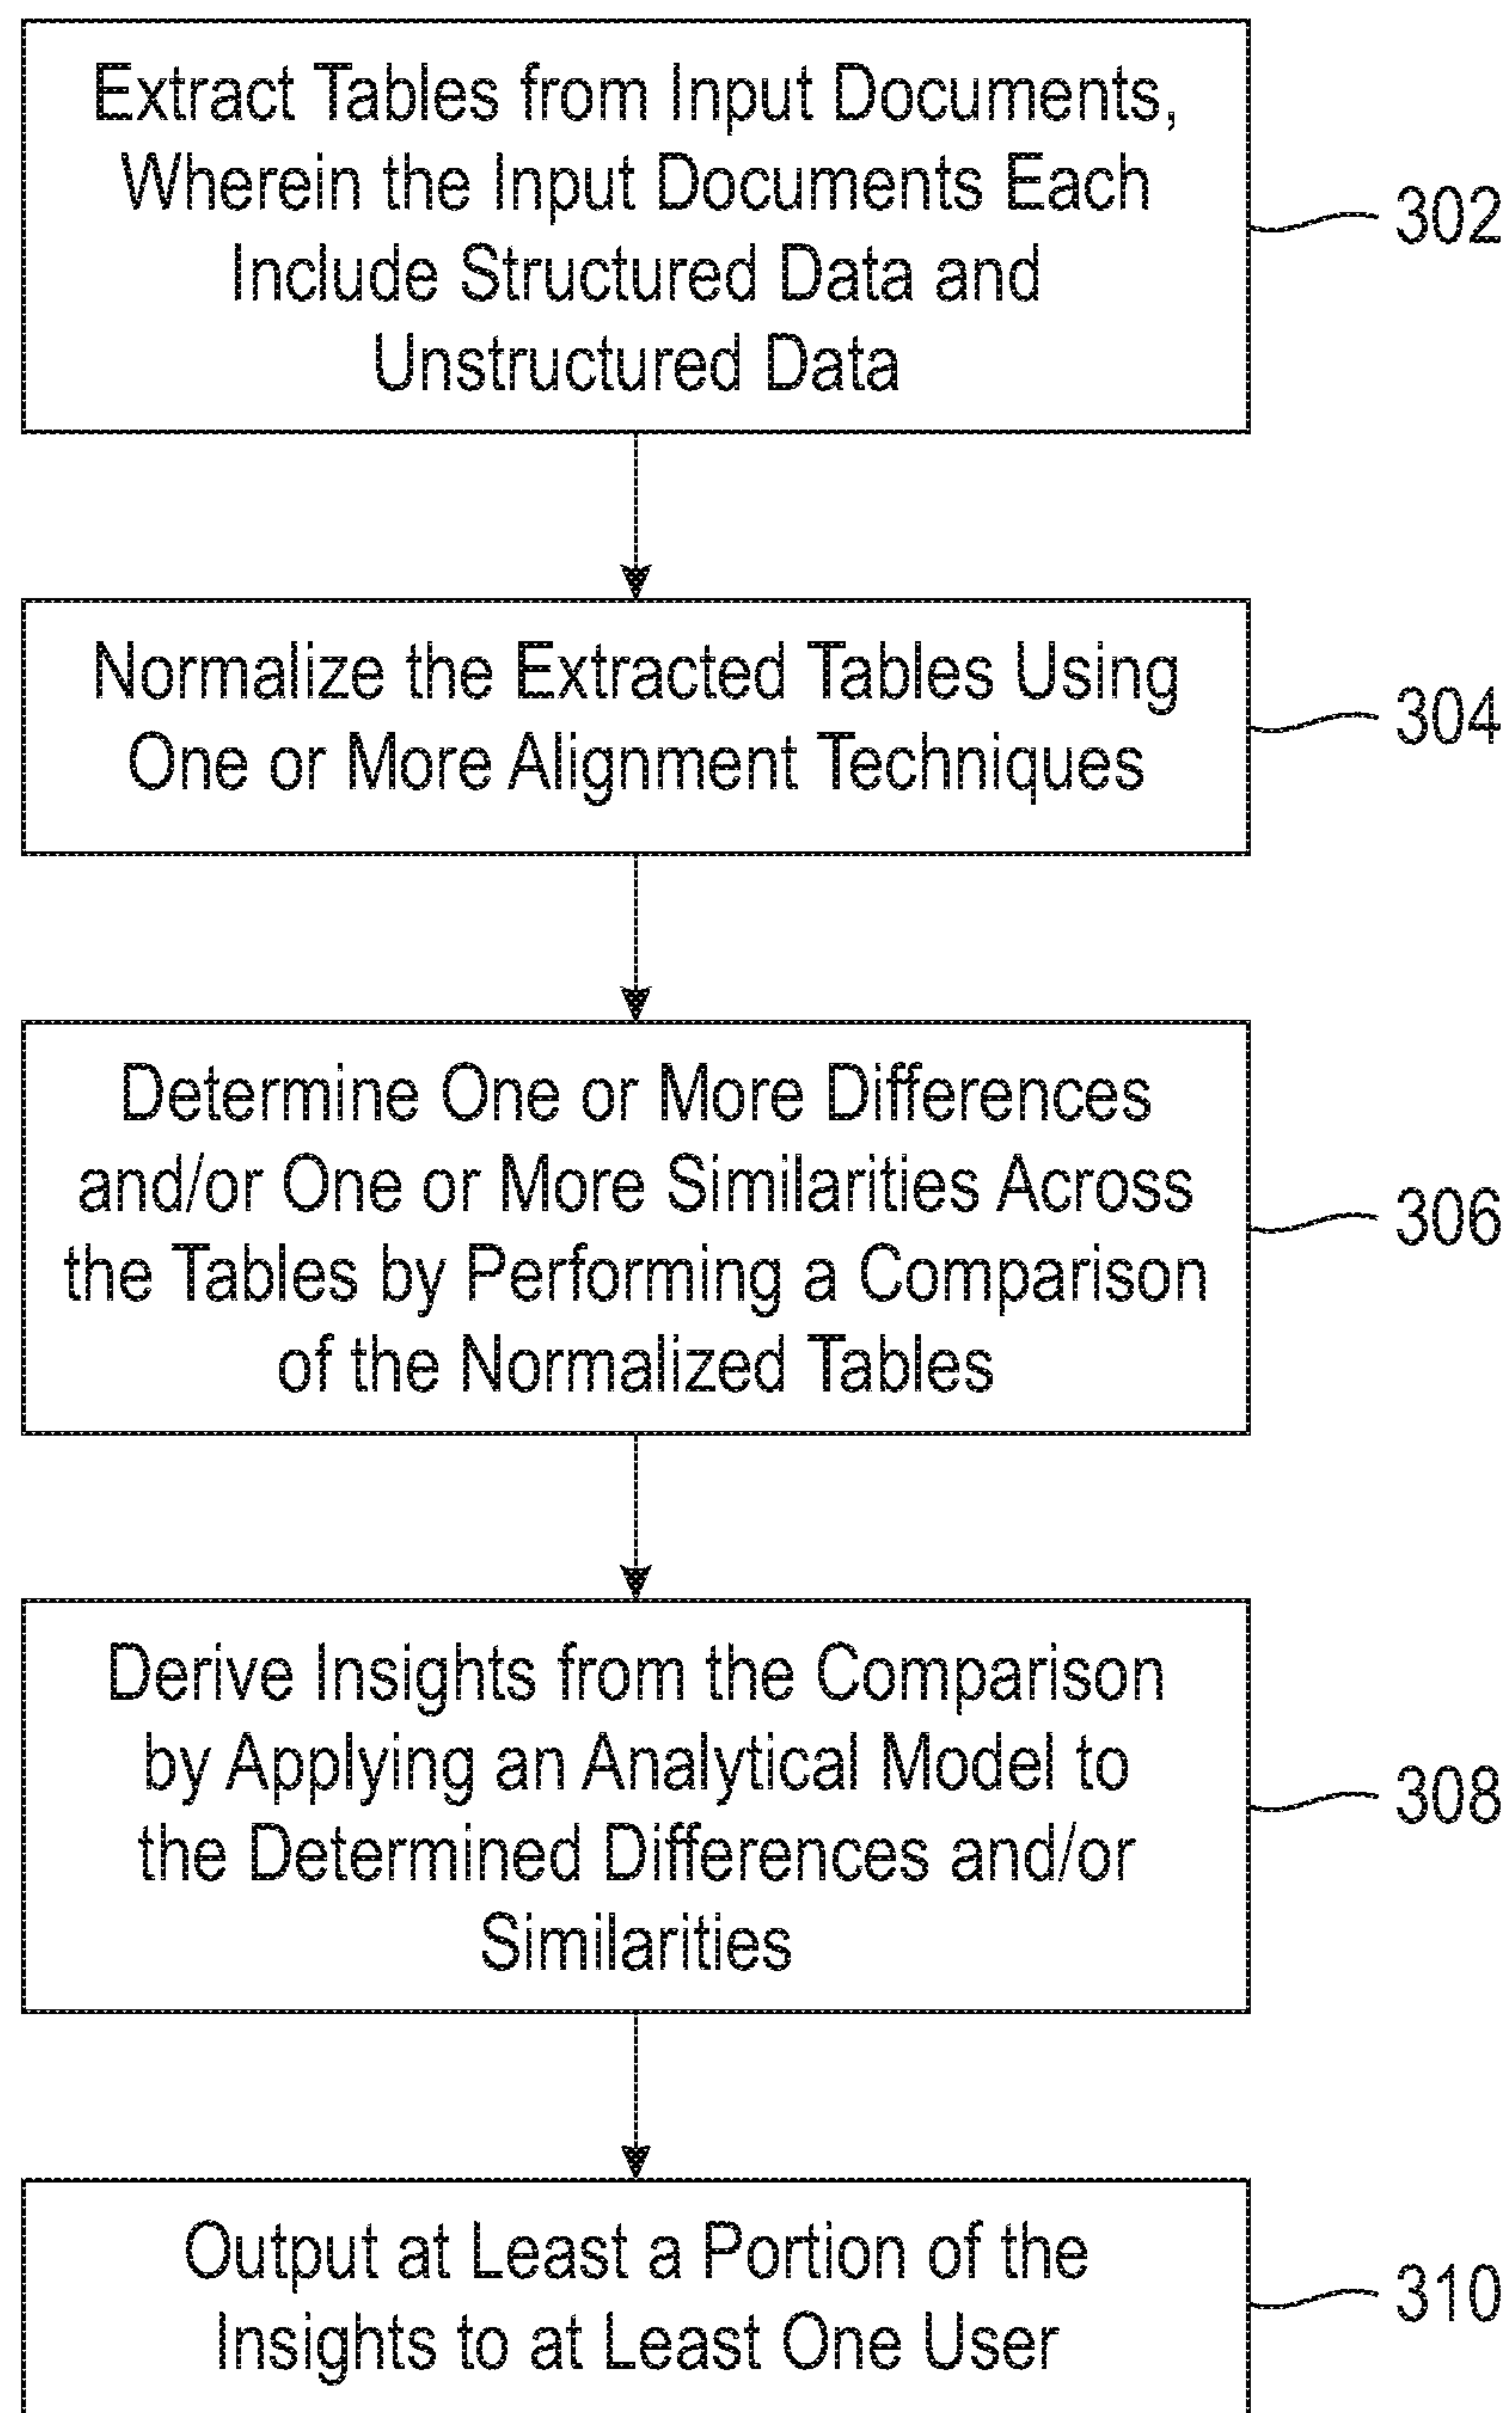 Extract Tables from Input Documents,
Wherein the Input Documents Each
Include Structured Data and
Unstructured Data
302
Normalize the Extracted Tables Using
One or More Alignment Techniques
304
Determine One or More Differences
and/or One or More Similarities Across
the Tables by Performing a Comparison
of the Normalized Tables
306
Derive Insights from the Comparison
by Applying an Analytical Model to
the Determined Differences and/or
Similarities
308
Output at Least a Portion of the
Insights to at Least One User
310